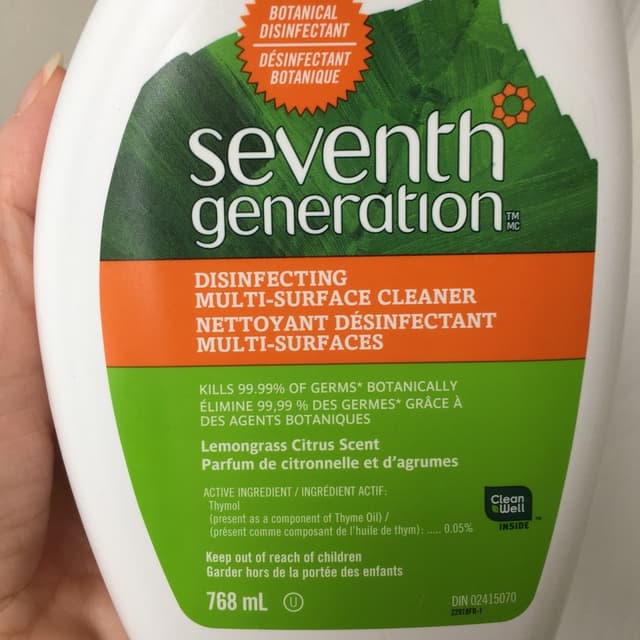 BOTANICAL
DISINFECTANT
DÉSINFECTANT
BOTANIQUE
seventh
generation™
MC
DISINFECTING
MULTI-SURFACE CLEANER
NETTOYANT DÉSINFECTANT
MULTI-SURFACES
KILLS 99.99% OF GERMS* BOTANICALLY
ÉLIMINE 99,99 % DES GERMES* GRÂCE À
DES AGENTS BOTANIQUES
Lemongrass Citrus Scent
Parfum de citronnelle et d'agrumes
ACTIVE INGREDIENT / INGRÉDIENT ACTIF:
Thymol
(present as a component of Thyme Oil) /
(présent comme composant de l'huile de thym): ..... 0.05%
Clean
Well
INSIDE™
Keep out of reach of children
Garder hors de la portée des enfants
768 mL U
DIN 02415070
22918FR-1